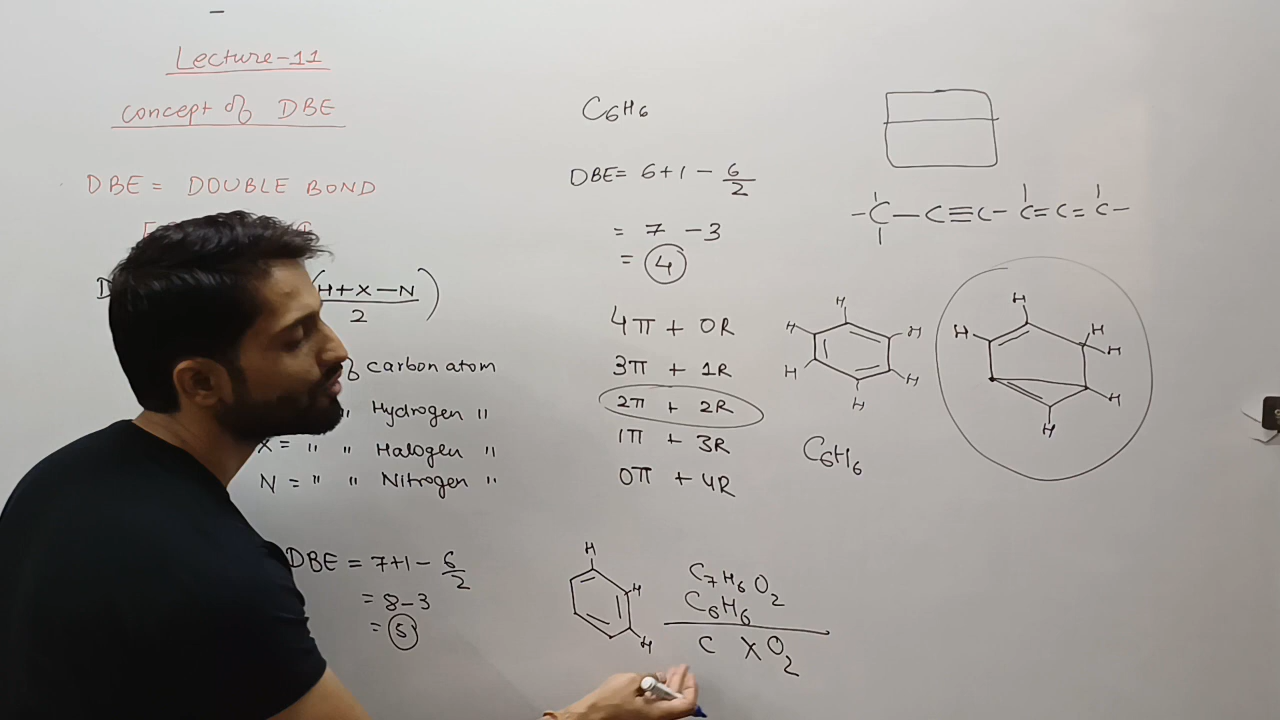 Lecture-11
concept of DBE
DBE = DOUBLE BOND
D
(H+X-N
2
)
of carbon atom
" Hydrogen "
X = " " Halogen "
N = " " Nitrogen "
DBE = 7+1 - 6/2
= 8-3
= 5
C6H6
DBE = 6+1 - 6/2
= 7 - 3
= 4
4π + 0R
3π + 1R
2π + 2R
1π + 3R
0π + 4R
H
H
H
C7H6O2
C6H6
C X O2
-C-C≡C-C=C=C-
H
H
H
H
H
H
C6H6
H
H
H
H
H
H